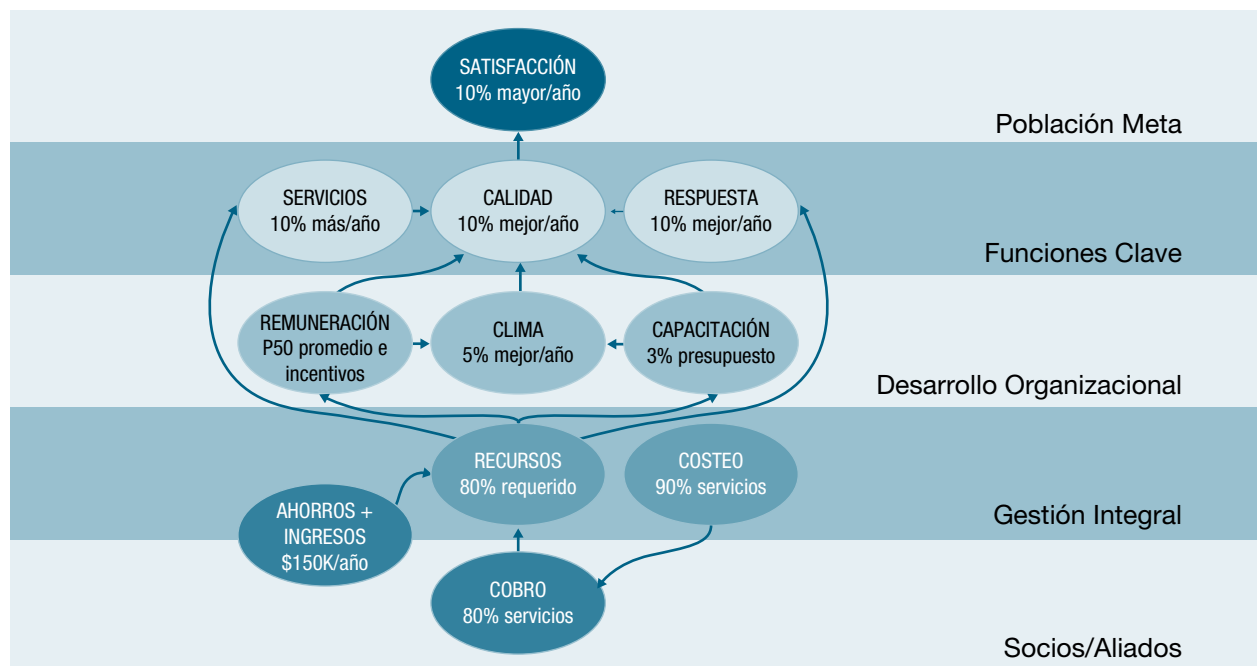 SATISFACCIÓN
10% mayor/año
Población Meta
SERVICIOS
10% más/año
CALIDAD
10% mejor/año
RESPUESTA
10% mejor/año
Funciones Clave
REMUNERACIÓN
P50 promedio e
incentivos
CLIMA
5% mejor/año
CAPACITACIÓN
3% presupuesto
Desarrollo Organizacional
RECURSOS
80% requerido
COSTEO
90% servicios
AHORROS +
INGRESOS
$150K/año
Gestión Integral
COBRO
80% servicios
Socios/Aliados